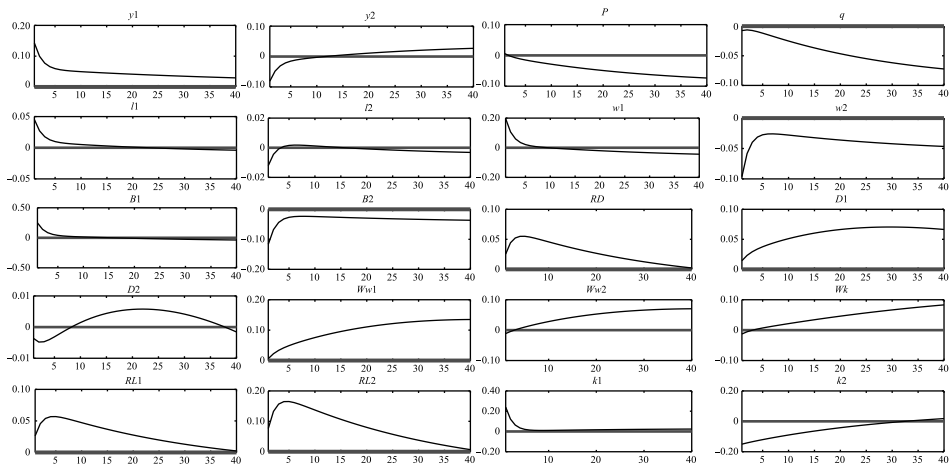 y1 y2 P q
0.20 0.10 0.10 0
0.10 0 0 −0.05
0 −0.10 −0.10 −0.10
5 10 15 20 25 30 35 40 5 10 15 20 25 30 35 40 5 10 15 20 25 30 35 40 5 10 15 20 25 30 35 40
l1 l2 w1 w2
0.05 0.02 0.20 0
0 0 0 −0.05
−0.05 −0.02 −0.20 −0.10
5 10 15 20 25 30 35 40 5 10 15 20 25 30 35 40 5 10 15 20 25 30 35 40 5 10 15 20 25 30 35 40
B1 B2 RD D1
0.50 0 0.10 0.10
0 −0.10 0.05 0.05
−0.50 −0.20 0 0
5 10 15 20 25 30 35 40 5 10 15 20 25 30 35 40 10 20 30 40 5 10 15 20 25 30 35 40
D2 Ww1 Ww2 Wk
0.01 0.20 0.10 0.10
0 0.10 0 0
−0.01 0 −0.10 −0.10
5 10 15 20 25 30 35 40 5 10 15 20 25 30 35 40 5 10 15 20 25 30 35 40 5 10 15 20 25 30 35 40
RL1 RL2 k1 k2
0.10 0.20 0.40 0.20
0.05 0.10 0.20 0
0 0 0 −0.20
5 10 15 20 25 30 35 40 5 10 15 20 25 30 35 40 5 10 15 20 25 30 35 40 5 10 15 20 25 30 35 40